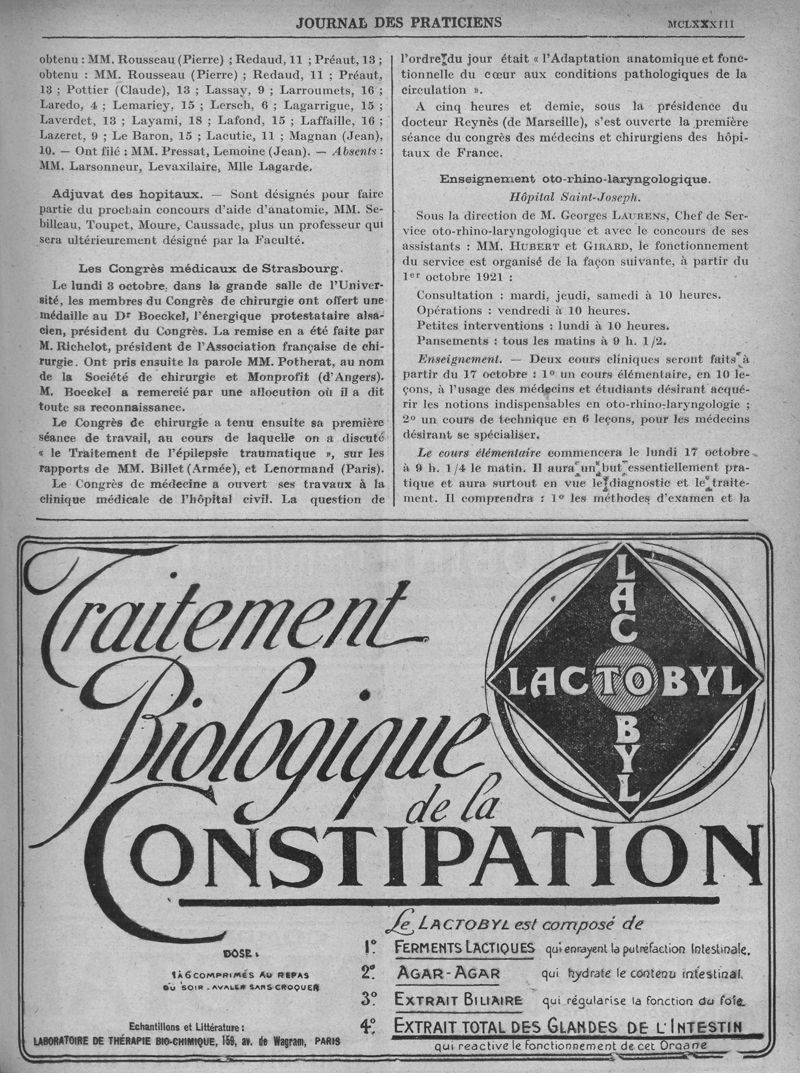 JOURNAL DES PRATICIENS
MCLXXXIII
obtenu : MM. Rousseau (Pierre) ; Redaud, 11 ; Préaut, 13 ;
obtenu : MM. Rousseau (Pierre) ; Redaud, 11 ; Préaut,
13 ; Pottier (Claude), 13 ; Lassay, 9 ; Larroumets, 16 ;
Laredo, 4 ; Lemariey, 15 ; Lersch, 6 ; Lagarrigue, 15 ;
Laverdet, 13 ; Layami, 18 ; Lafond, 15 ; Laffaille, 16 ;
Lazeret, 9 ; Le Baron, 15 ; Lacutie, 11 ; Magnan (Jean),
10. — Ont filé : MM. Pressat, Lemoine (Jean). — Absents :
MM. Larsonneur, Levaxilaire, Mlle Lagarde.
Adjuvat des hopitaux. — Sont désignés pour faire
partie du prochain concours d'aide d'anatomie, MM. Se-
billeau, Toupet, Moure, Caussade, plus un professeur qui
sera ultérieurement désigné par la Faculté.
Les Congrès médicaux de Strasbourg.
Le lundi 3 octobre, dans la grande salle de l'Univer-
sité, les membres du Congrès de chirurgie ont offert une
médaille au Dr Boeckel, l'énergique protestataire alsa-
cien, président du Congrès. La remise en a été faite par
M. Richelot, président de l'Association française de chi-
rurgie. Ont pris ensuite la parole MM. Potherat, au nom
de la Société de chirurgie et Monprofit (d'Angers).
M. Boeckel a remercié par une allocution où il a dit
toute sa reconnaissance.
Le Congrès de chirurgie a tenu ensuite sa première
séance de travail, au cours de laquelle on a discuté
« le Traitement de l'épilepsie traumatique », sur les
rapports de MM. Billet (Armée), et Lenormand (Paris).
Le Congrès de médecine a ouvert ses travaux à la
clinique médicale de l'hôpital civil. La question de
l'ordre du jour était « l'Adaptation anatomique et fonc-
tionnelle du cœur aux conditions pathologiques de la
circulation ».
A cinq heures et demie, sous la présidence du
docteur Reynès (de Marseille), s'est ouverte la première
séance du congrès des médecins et chirurgiens des hôpi-
taux de France.
Enseignement oto-rhino-laryngologique.
Hôpital Saint-Joseph.
Sous la direction de M. Georges LAURENS, Chef de Ser-
vice oto-rhino-laryngologique et avec le concours de ses
assistants : MM. HUBERT et GIRARD, le fonctionnement
du service est organisé de la façon suivante, à partir du
1er octobre 1921 :
Consultation : mardi, jeudi, samedi à 10 heures.
Opérations : vendredi à 10 heures.
Petites interventions : lundi à 10 heures.
Pansements : tous les matins à 9 h. 1/2.
Enseignement. — Deux cours cliniques seront faits à
partir du 17 octobre : 1° un cours élémentaire, en 10 le-
çons, à l'usage des médecins et étudiants désirant acqué-
rir les notions indispensables en oto-rhino-laryngologie ;
2° un cours de technique en 6 leçons, pour les médecins
désirant se spécialiser.
Le cours élémentaire commencera le lundi 17 octobre
à 9 h. 1/4 le matin. Il aura un but essentiellement pra-
tique et aura surtout en vue le diagnostic et le traite-
ment. Il comprendra : 1° les méthodes d'examen et la
Traitement
Biologique
de la
CONSTIPATION
LACTOBYL
LACTOBYL
Le LACTOBYL est composé de
1° FERMENTS LACTIQUES qui enrayent la putréfaction Intestinale.
2° AGAR-AGAR qui hydrate le contenu intestinal.
3° EXTRAIT BILIAIRE qui régularise la fonction du foie.
4° EXTRAIT TOTAL DES GLANDES DE L'INTESTIN
qui reactive le fonctionnement de cet Organe
DOSE :
1 À 6 COMPRIMÉS AU REPAS
DU SOIR . AVALER SANS CROQUER
Echantillons et Littérature :
LABORATOIRE DE THÉRAPIE BIO-CHIMIQUE, 159, av. de Wagram, PARIS